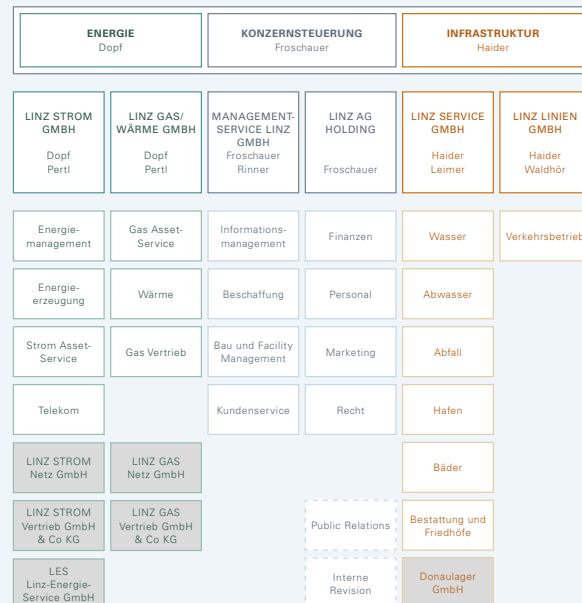 ENERGIE
Dopf
KONZERNSTEUERUNG
Froschauer
INFRASTRUKTUR
Haider
LINZ STROM
GMBH
Dopf
Pertl
LINZ GAS/
WÄRME GMBH
Dopf
Pertl
MANAGEMENT-
SERVICE LINZ
GMBH
Froschauer
Rinner
LINZ AG
HOLDING
Froschauer
LINZ SERVICE
GMBH
Haider
Leimer
LINZ LINIEN
GMBH
Haider
Waldhör
Energie-
management
Gas Asset-
Service
Informations-
management
Finanzen
Wasser
Verkehrsbetrieb
Energie-
erzeugung
Wärme
Beschaffung
Personal
Abwasser
Strom Asset-
Service
Gas Vertrieb
Bau und Facility
Management
Marketing
Abfall
Telekom
Kundenservice
Recht
Hafen
LINZ STROM
Netz GmbH
LINZ GAS
Netz GmbH
Bäder
LINZ STROM
Vertrieb GmbH
& Co KG
LINZ GAS
Vertrieb GmbH
& Co KG
Public Relations
Bestattung und
Friedhöfe
LES
Linz-Energie-
Service GmbH
Interne
Revision
Donaulager
GmbH